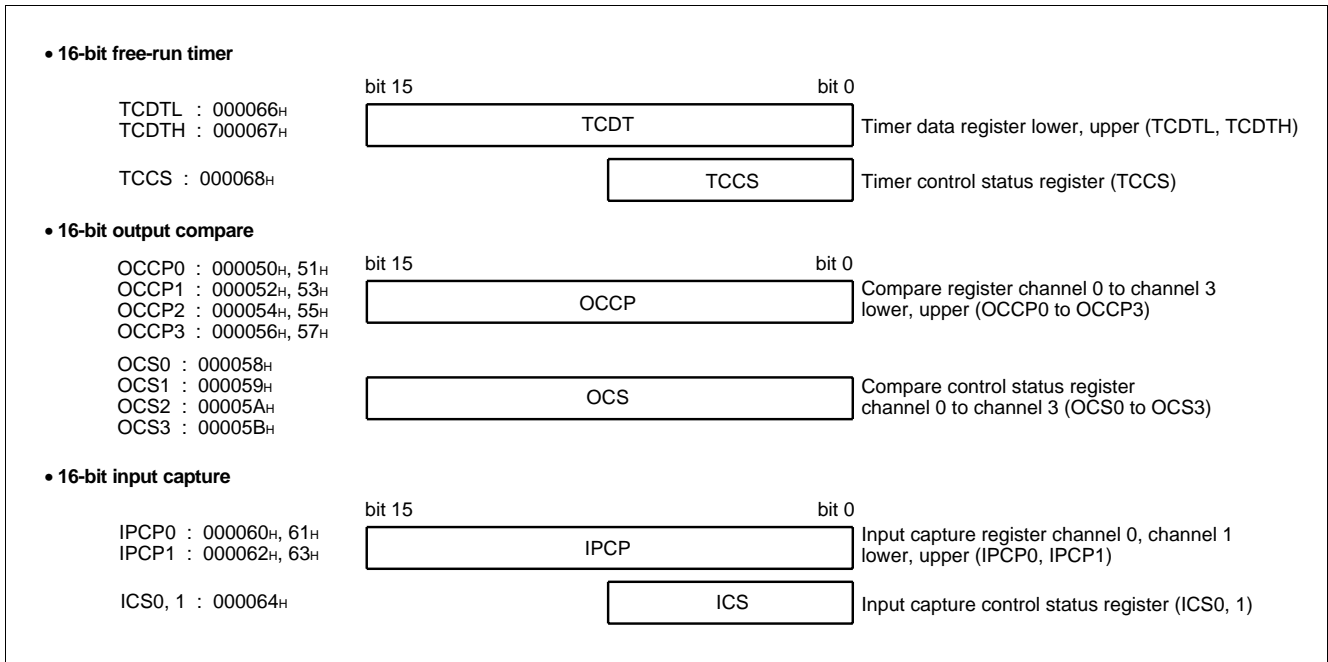 • 16-bit free-run timer
bit 15 bit 0
TCDTL : 000066H
TCDTH : 000067H
TCDT
Timer data register lower, upper (TCDTL, TCDTH)
TCCS : 000068H
TCCS
Timer control status register (TCCS)
• 16-bit output compare
bit 15 bit 0
OCCP0 : 000050H, 51H
OCCP1 : 000052H, 53H
OCCP2 : 000054H, 55H
OCCP3 : 000056H, 57H
OCCP
Compare register channel 0 to channel 3
lower, upper (OCCP0 to OCCP3)
OCS0 : 000058H
OCS1 : 000059H
OCS2 : 00005AH
OCS3 : 00005BH
OCS
Compare control status register
channel 0 to channel 3 (OCS0 to OCS3)
• 16-bit input capture
bit 15 bit 0
IPCP0 : 000060H, 61H
IPCP1 : 000062H, 63H
IPCP
Input capture register channel 0, channel 1
lower, upper (IPCP0, IPCP1)
ICS0, 1 : 000064H
ICS
Input capture control status register (ICS0, 1)